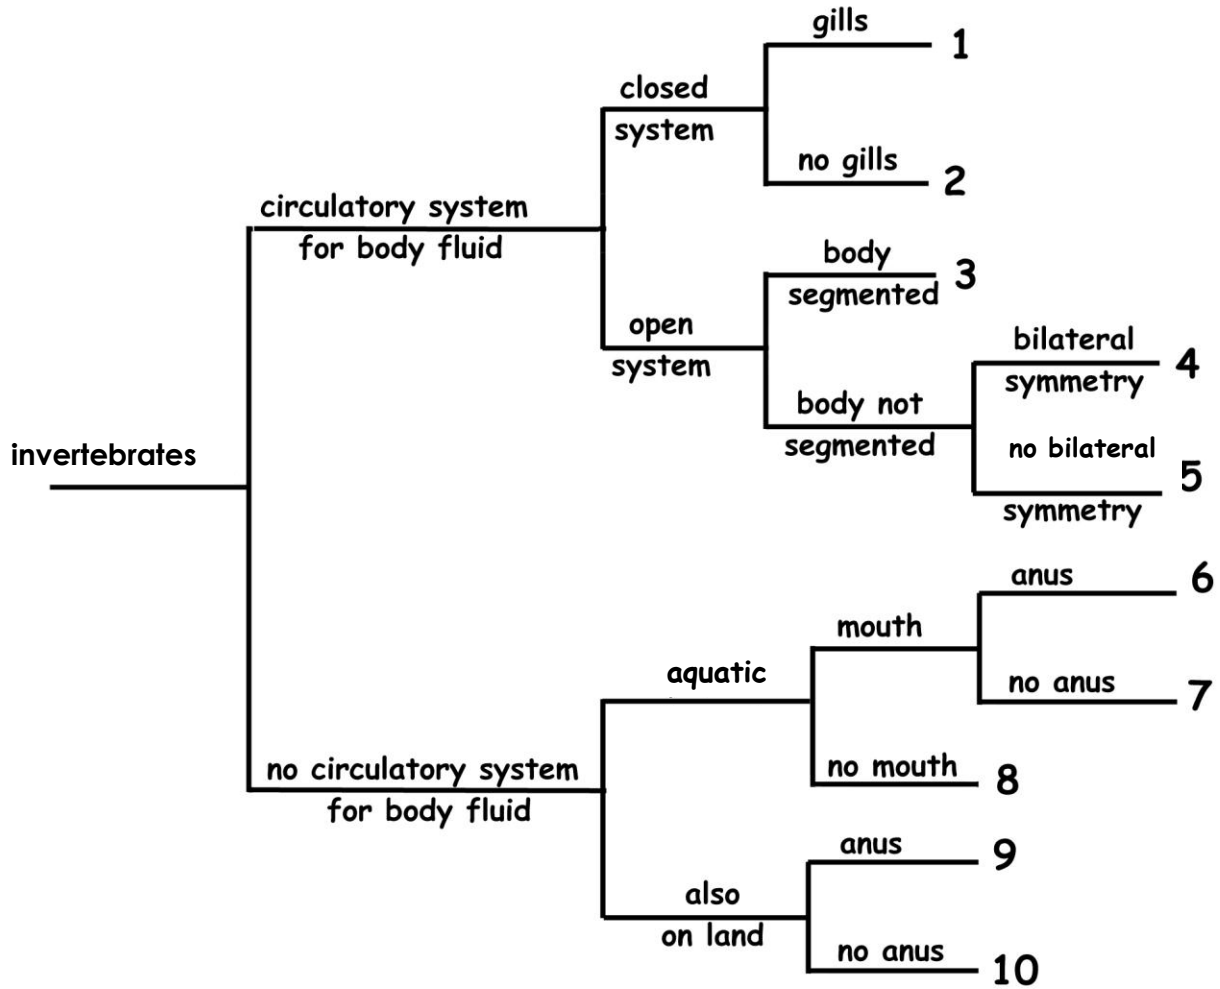 gills
1
closed
system
no gills
2
circulatory system
for body fluid
body
segmented
3
open
system
bilateral
symmetry
4
body not
segmented
no bilateral
symmetry
5
invertebrates
anus
6
mouth
no anus
7
aquatic
no mouth
8
no circulatory system
for body fluid
anus
9
also
on land
no anus
10